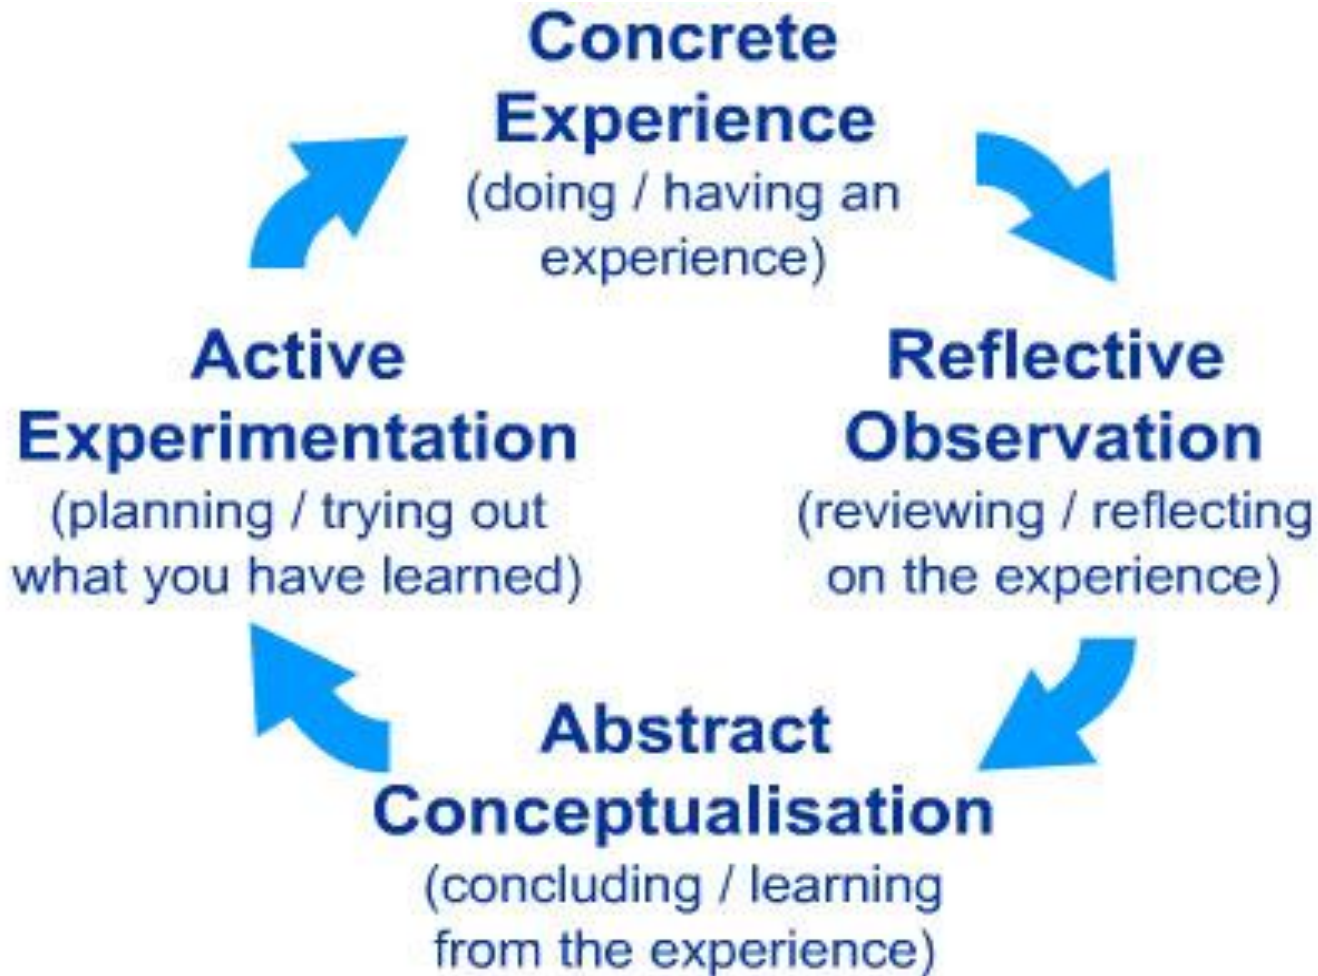 Concrete
Experience
(doing / having an
experience)
Reflective
Observation
(reviewing / reflecting
on the experience)
Abstract
Conceptualisation
(concluding / learning
from the experience)
Active
Experimentation
(planning / trying out
what you have learned)